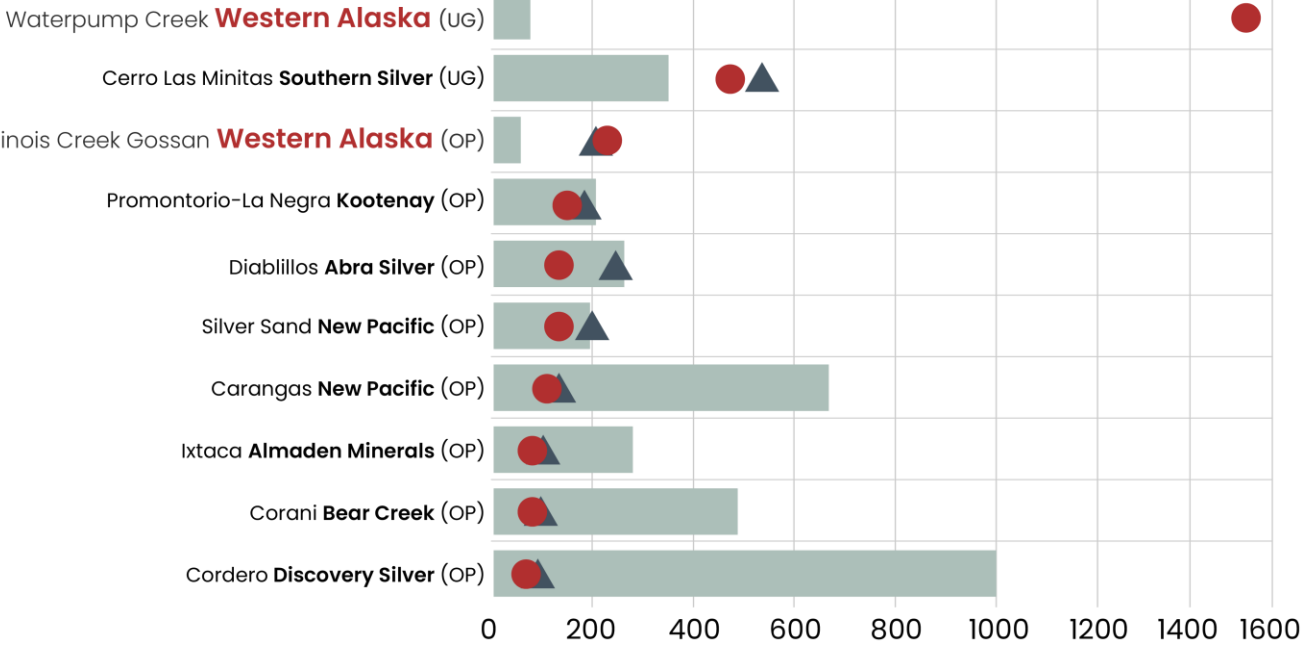 Waterpump Creek Western Alaska (UG)
Cerro Las Minitas Southern Silver (UG)
inois Creek Gossan Western Alaska (OP)
Promontorio-La Negra Kootenay (OP)
Diablillos Abra Silver (OP)
Silver Sand New Pacific (OP)
Carangas New Pacific (OP)
Ixtaca Almaden Minerals (OP)
Corani Bear Creek (OP)
Cordero Discovery Silver (OP)
0 200 400 600 800 1000 1200 1400 1600